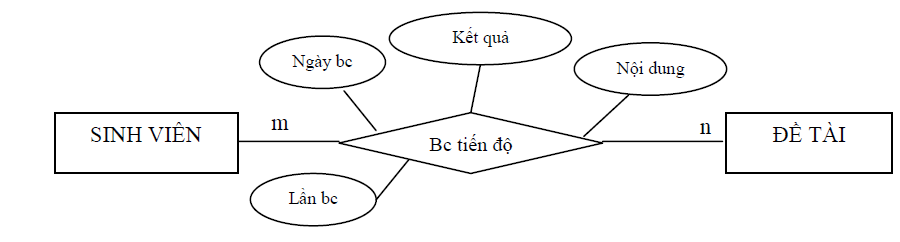 Kết quả
Ngày bc
Nội dung
SINH VIÊN
m
Bc tiến độ
n
ĐỀ TÀI
Lần bc